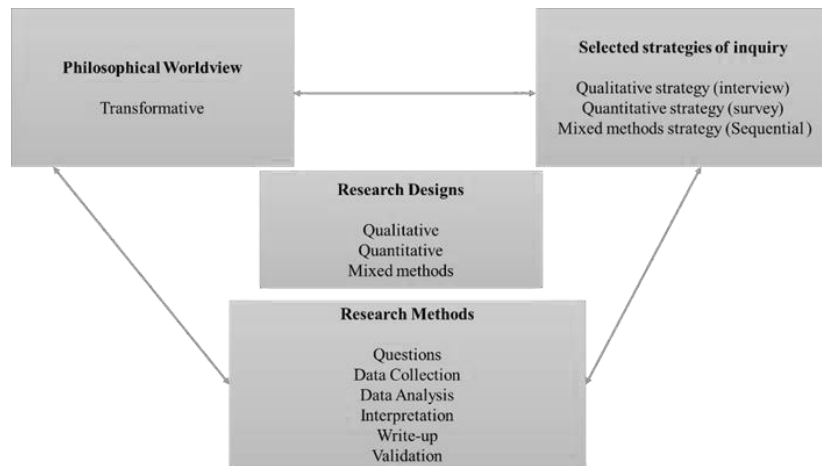 Philosophical Worldview
Transformative
Selected strategies of inquiry
Qualitative strategy (interview)
Quantitative strategy (survey)
Mixed methods strategy (Sequential )
Research Designs
Qualitative
Quantitative
Mixed methods
Research Methods
Questions
Data Collection
Data Analysis
Interpretation
Write-up
Validation